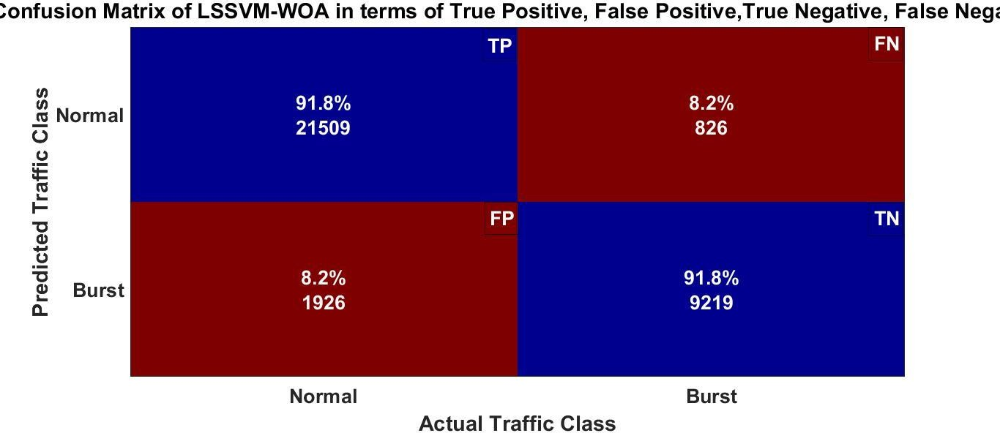 Confusion Matrix of LSSVM-WOA in terms of True Positive, False Positive,True Negative, False Nega
TP
FN
91.8%
21509
8.2%
826
Normal
FP
TN
8.2%
1926
91.8%
9219
Burst
Predicted Traffic Class
Normal
Burst
Actual Traffic Class